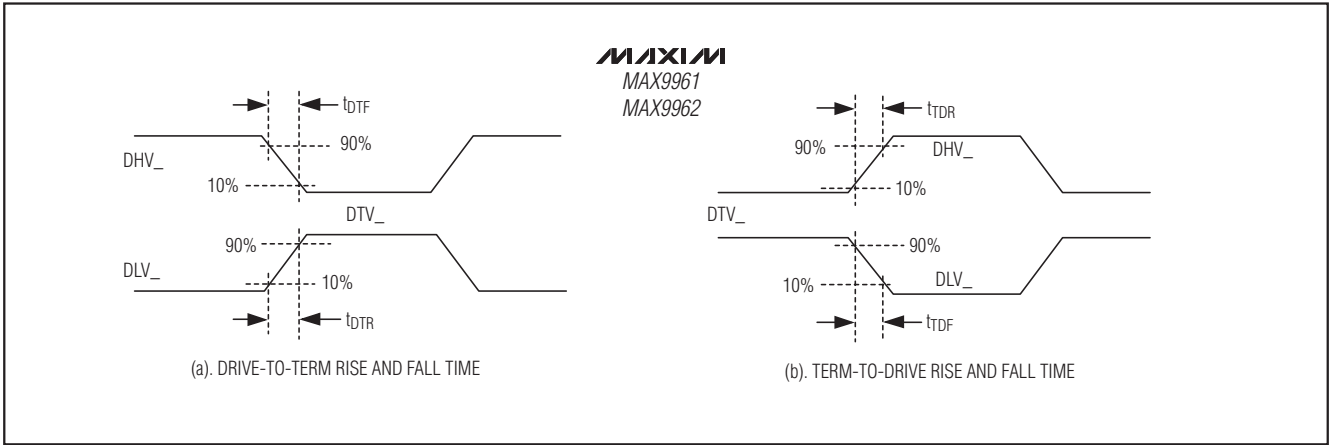 MAXIM
MAX9961
MAX9962
tDTF
90%
DHV_
10%
DTV_
90%
DLV_
10%
tDTR
(a). DRIVE-TO-TERM RISE AND FALL TIME
tTDR
90%
DHV_
10%
DTV_
90%
10%
DLV_
tTDF
(b). TERM-TO-DRIVE RISE AND FALL TIME